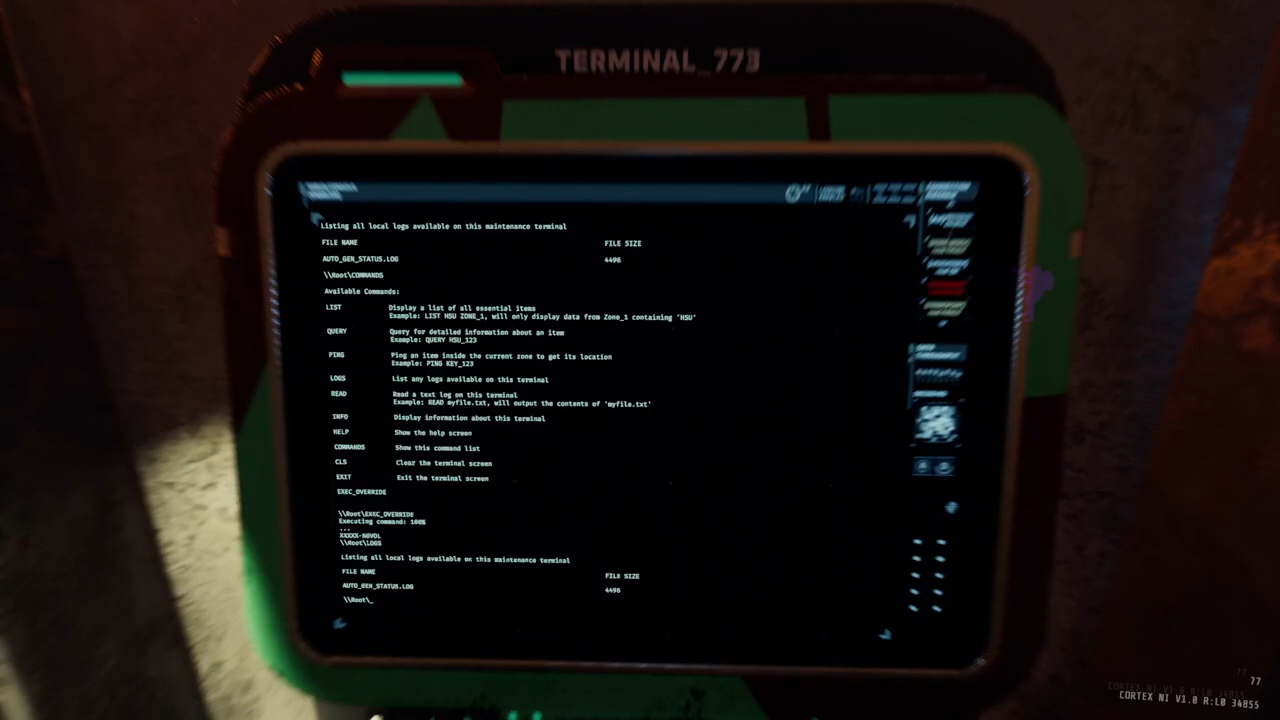 TERMINAL_773
Listing all local logs available on this maintenance terminal
FILE NAME FILE SIZE
AUTO_GEN_STATUS.LOG 4496
\\Root\COMMANDS
Available Commands:
LIST Display a list of all essential items
Example: LIST HSU ZONE_1, will only display data from Zone_1 containing 'HSU'
QUERY Query for detailed information about an item
Example: QUERY HSU_123
PING Ping an item inside the current zone to get its location
Example: PING KEY_123
LOGS List any logs available on this terminal
READ Read a text log on this terminal
Example: READ myfile.txt, will output the contents of 'myfile.txt'
INFO Display information about this terminal
HELP Show the help screen
COMMANDS Show this command list
CLS Clear the terminal screen
EXIT Exit the terminal screen
EXEC_OVERRIDE
\\Root\EXEC_OVERRIDE
Executing command: 100%
...
XXXXX-NOVOL
\\Root\LOGS
Listing all local logs available on this maintenance terminal
FILE NAME FILE SIZE
AUTO_GEN_STATUS.LOG 4496
\\Root\_
77
77
CORTEX NI V1.0 R:L0 34855